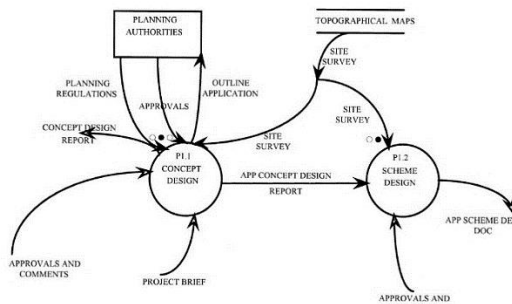 PLANNING
AUTHORITIES
TOPOGRAPHICAL MAPS
SITE
SURVEY
PLANNING
REGULATIONS
APPROVALS
OUTLINE
APPLICATION
CONCEPT DESIGN
REPORT
SITE
SURVEY
SITE
SURVEY
P1.1
CONCEPT
DESIGN
APP CONCEPT DESIGN
REPORT
P1.2
SCHEME
DESIGN
APP SCHEME DE
DOC
APPROVALS AND
COMMENTS
PROJECT BRIEF
APPROVALS AND